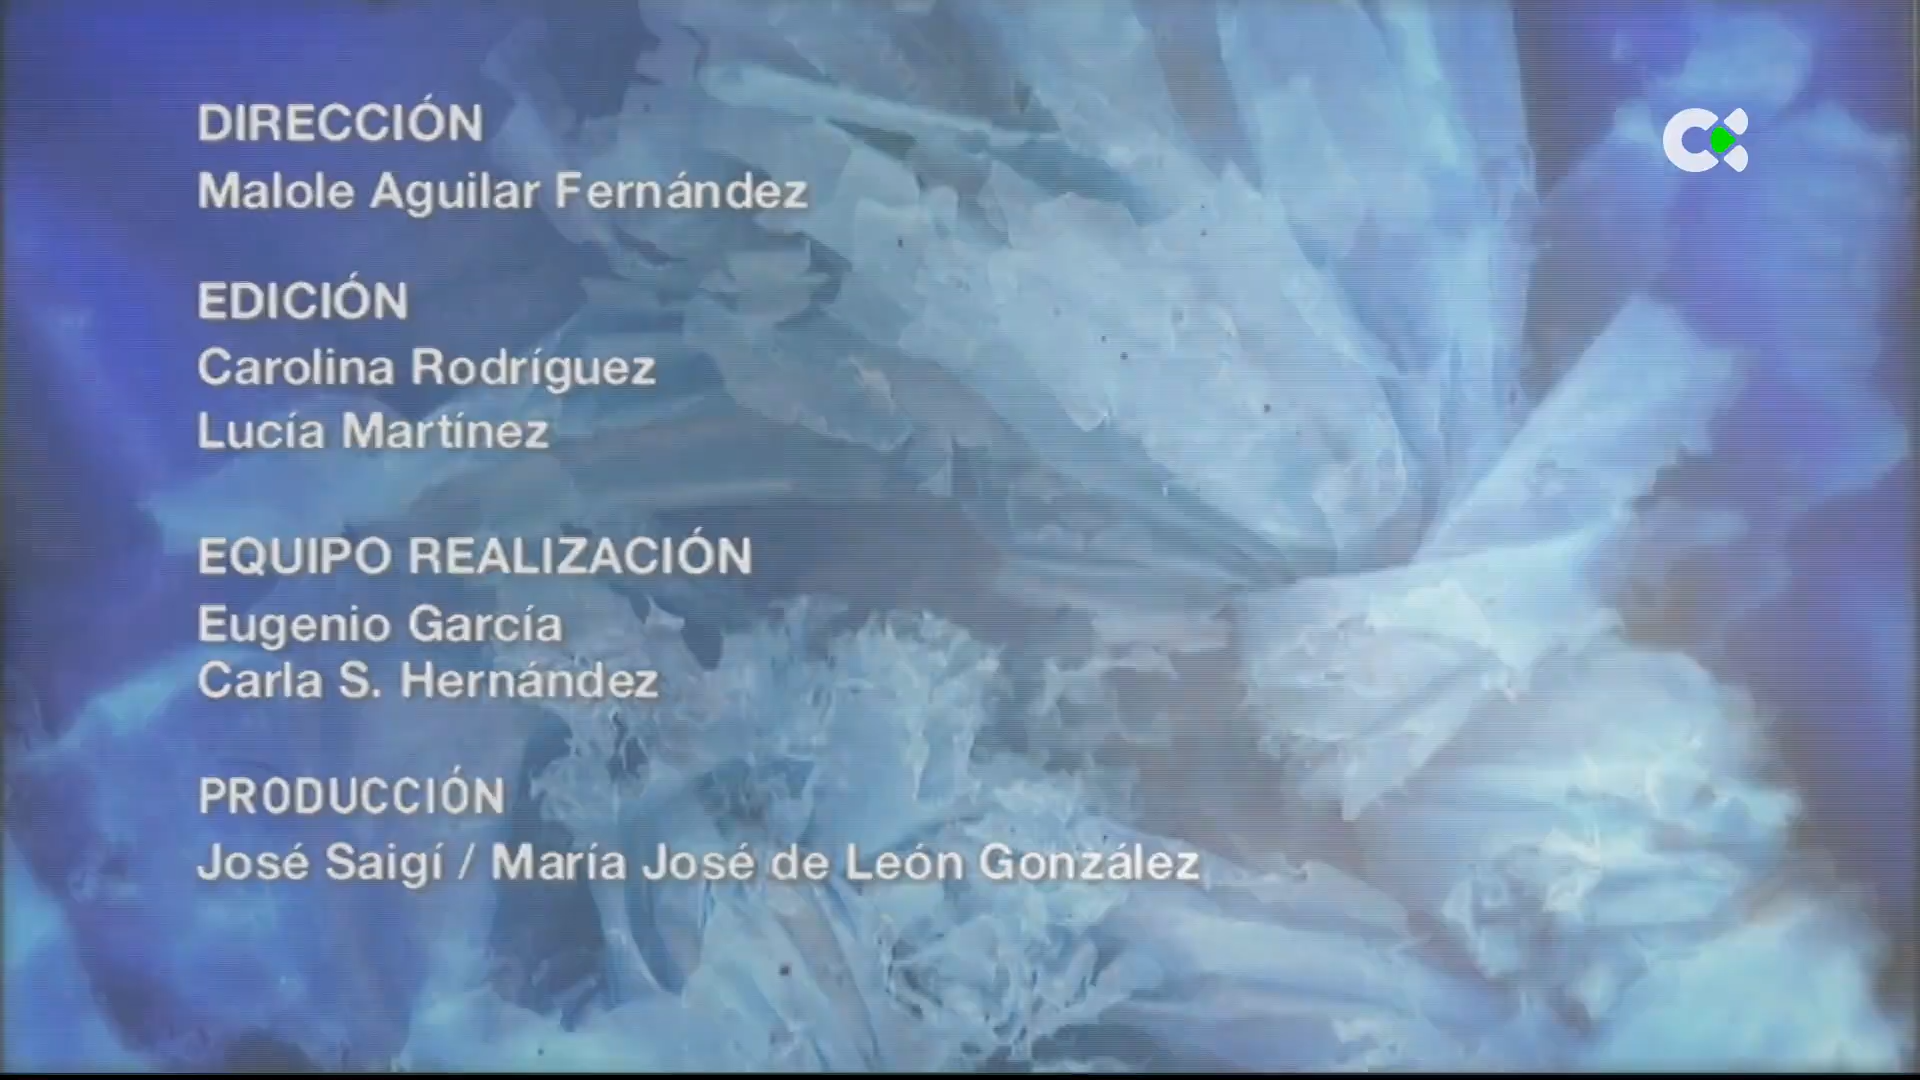 DIRECCIÓN
Malole Aguilar Fernández
EDICIÓN
Carolina Rodríguez
Lucía Martínez
EQUIPO REALIZACIÓN
Eugenio García
Carla S. Hernández
PRODUCCIÓN
José Saigí / María José de León González